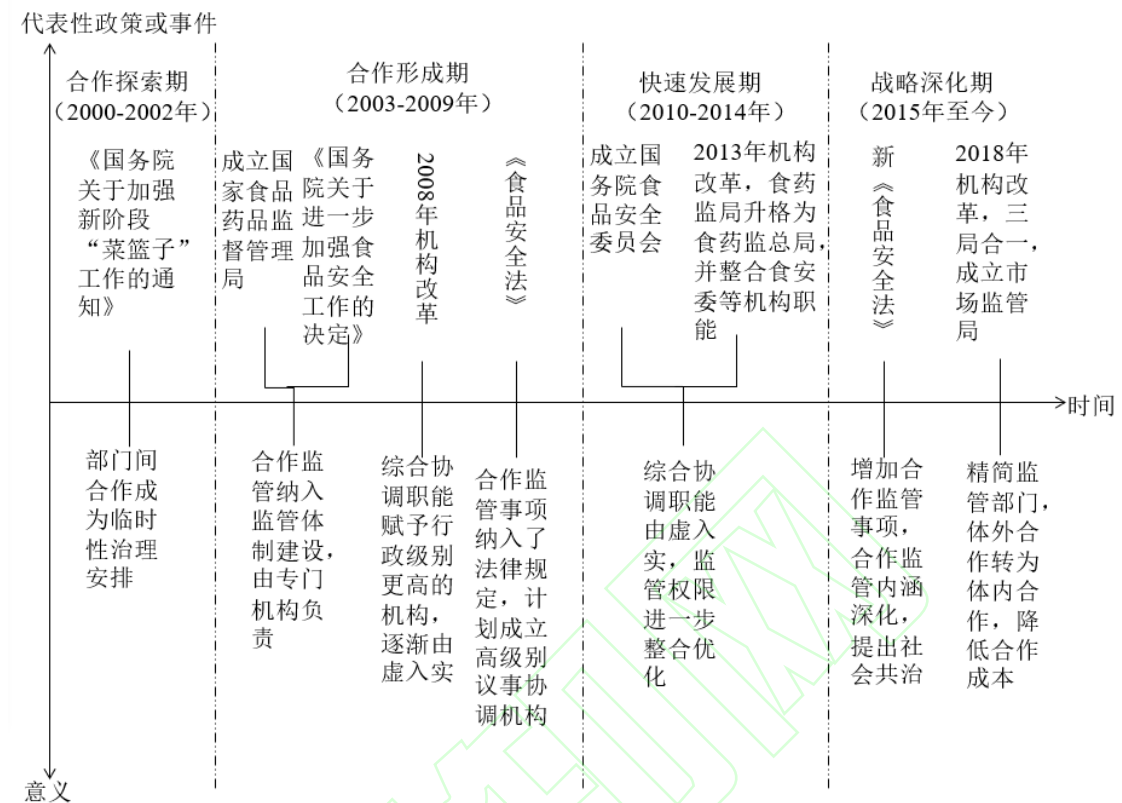 代表性政策或事件
合作探索期
（2000-2002年）
《国务院
关于加强
新阶段
“菜篮子”
工作的通
知》
合作形成期
（2003-2009年）
成立国
家食品
药品监
督管理
局
《国务
院关于
进一步
加强食
品安全
工作的
决定》
2008年机构改革
《食品安全法》
快速发展期
（2010-2014年）
成立国
务院食
品安全
委员会
2013年机构
改革，食药
监局升格为
食药监总局，
并整合食安
委等机构职
能
战略深化期
（2015年至今）
新《食品安全法》
2018年
机构改
革，三
局合一，
成立市
场监管
局
时间
部门间
合作成
为临时
性治理
安排
合作监
管纳入
监管体
制建设，
由专门
机构负
责
综合协
调职能
赋予行
政级别
更高的
机构，
逐渐由
虚入实
合作监
管事项
纳入了
法律规
定，计
划成立
高级别
议事协
调机构
综合协
调职能
由虚入
实，监
管权限
进一步
整合优
化
增加合
作监管
事项，
合作监
管内涵
深化，
提出社
会共治
精简监
管部门，
体外合
作转为
体内合
作，降
低合作
成本
意义